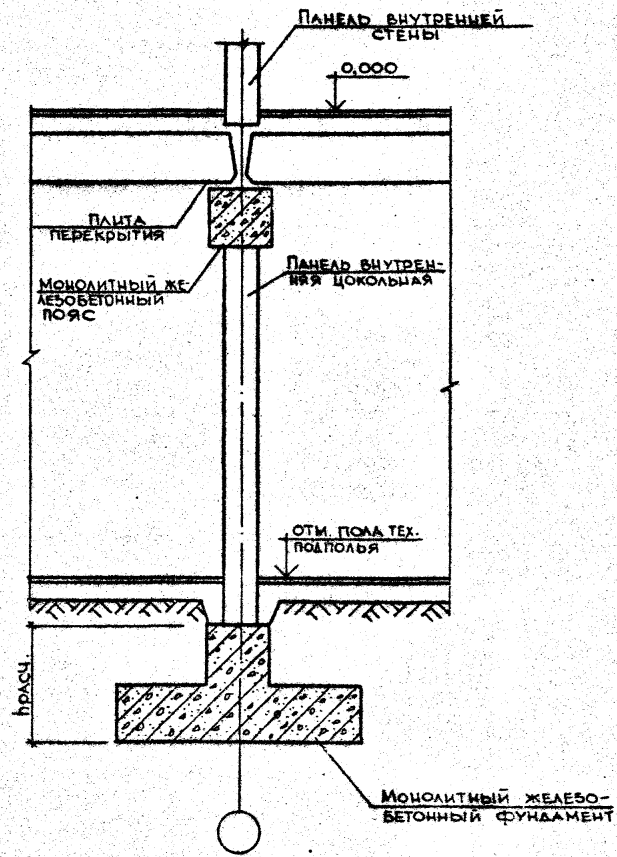 ПАНЕЛЬ ВНУТРЕННЕЙ
СТЕНЫ
0,000
ПЛИТА
ПЕРЕКРЫТИЯ
МОНОЛИТНЫЙ ЖЕ-
ЛЕЗОБЕТОННЫЙ
ПОЯС
ПАНЕЛЬ ВНУТРЕН-
НЯЯ ЦОКОЛЬНАЯ
ОТМ. ПОЛА ТЕХ.
ПОДПОЛЬЯ
hРАСЧ.
МОНОЛИТНЫЙ ЖЕЛЕЗО-
БЕТОННЫЙ ФУНДАМЕНТ